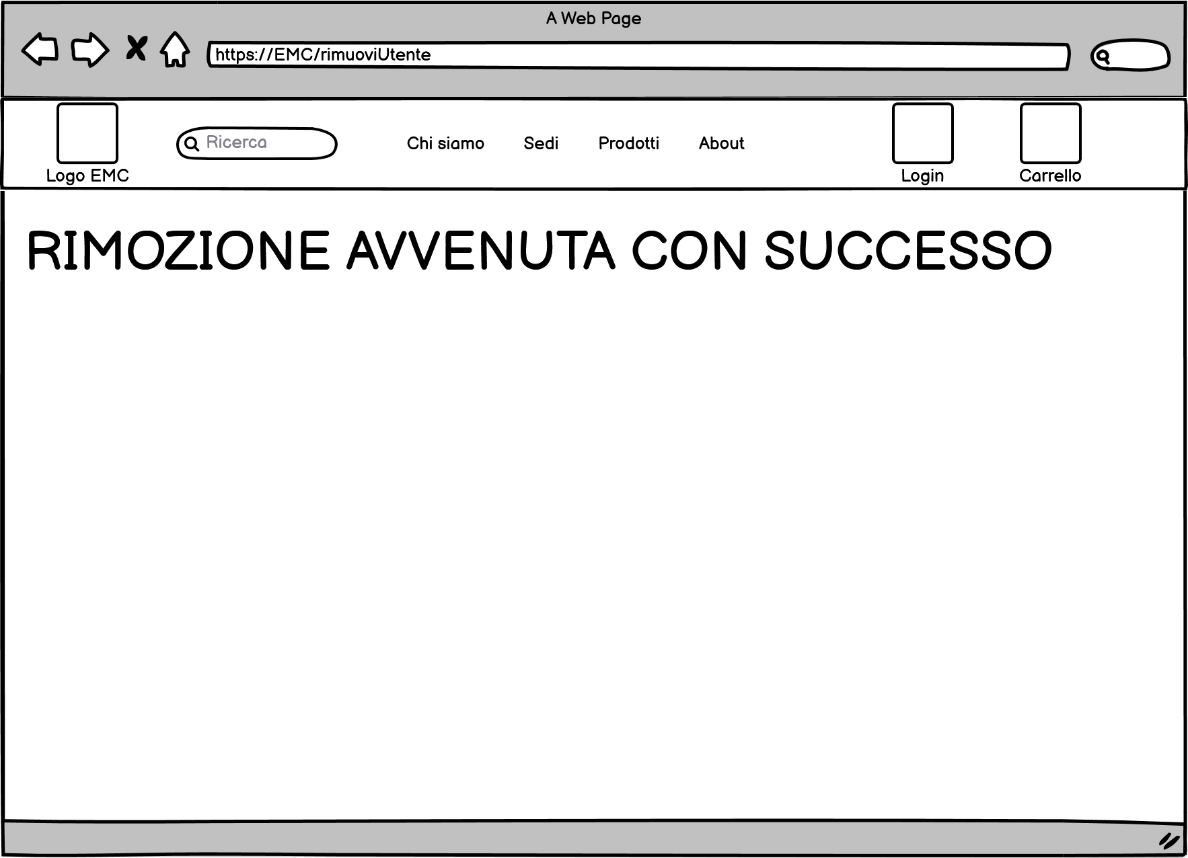 A Web Page
https://EMC/rimuoviUtente
Ricerca
Chi siamo
Sedi
Prodotti
About
Logo EMC
Login
Carrello
RIMOZIONE AVVENUTA CON SUCCESSO